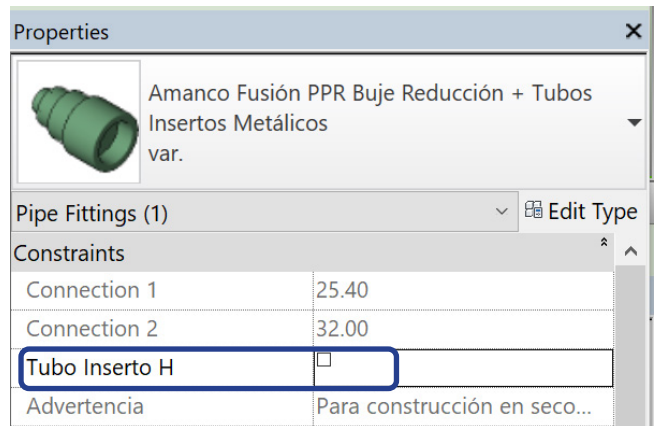 Properties
Amanco Fusión PPR Buje Reducción + Tubos
Insertos Metálicos
var.
Pipe Fittings (1) Edit Type
Constraints
Connection 1 25.40
Connection 2 32.00
Tubo Inserto H
Advertencia Para construcción en seco...